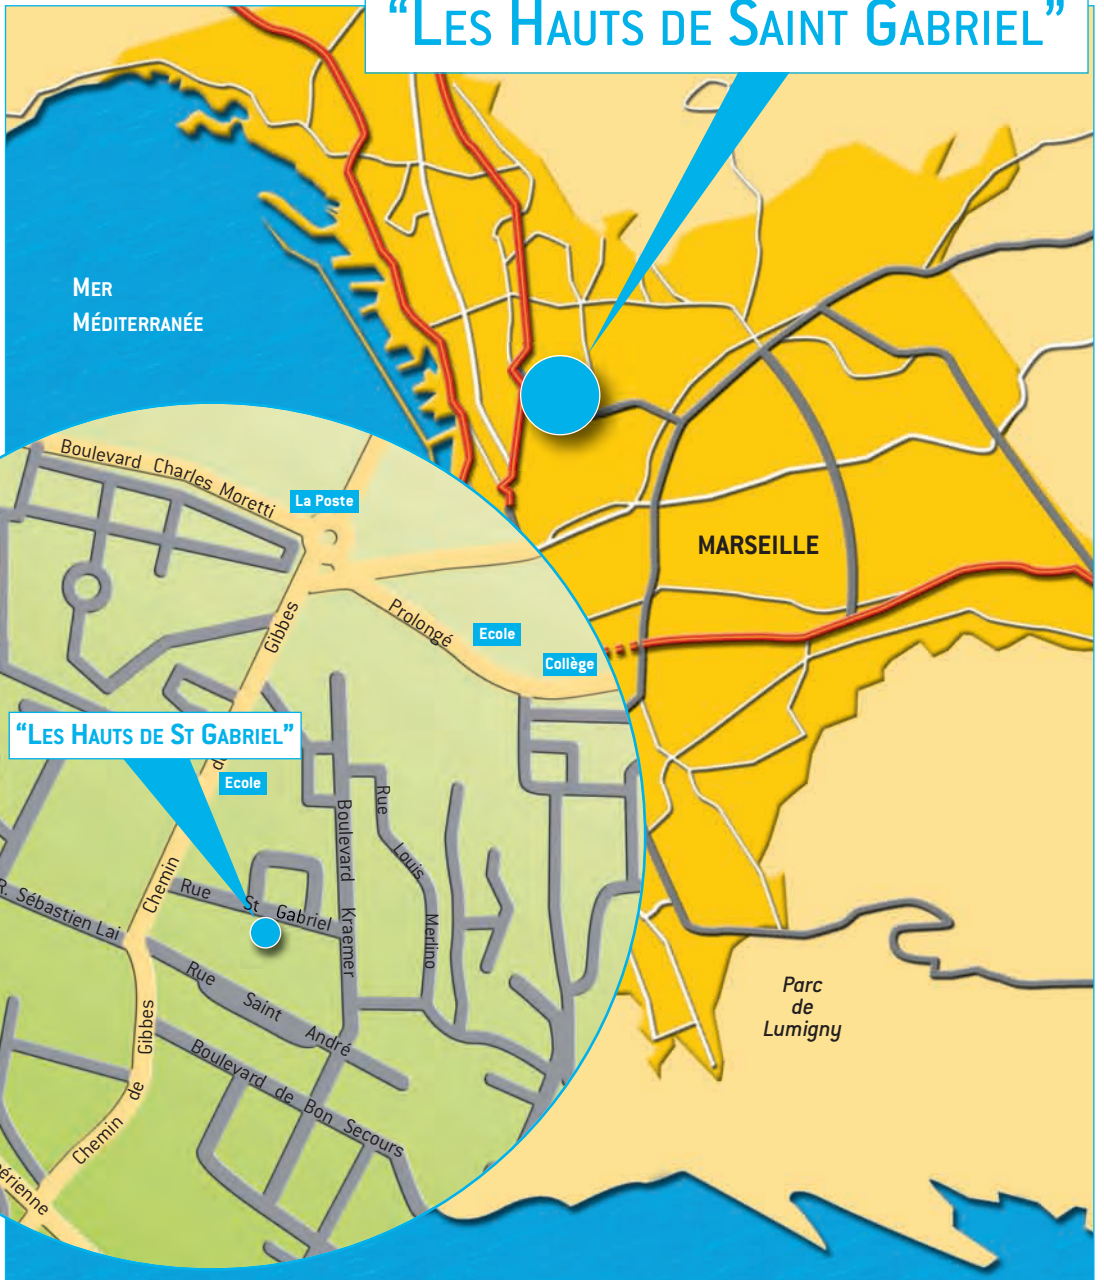 “Les Hauts de Saint Gabriel”
Mer
Méditerranée
Boulevard Charles Moretti
La Poste
Gibbes
Prolongé
Ecole
Collège
MARSEILLE
“Les Hauts de St Gabriel”
de
Ecole
Rue Louis Merlino
Boulevard Kraemer
Chemin
Rue St Gabriel
R. Sébastien Lai
Rue Saint André
Gibbes
Boulevard de Bon Secours
de
Chemin
Parc
de
Lumigny